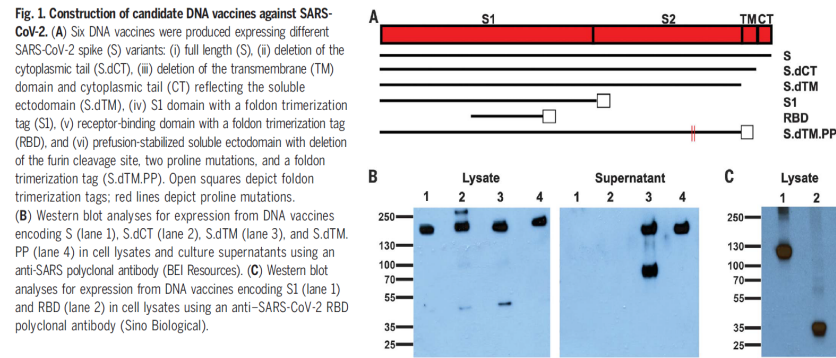 Fig. 1. Construction of candidate DNA vaccines against SARS-
CoV-2. (A) Six DNA vaccines were produced expressing different
SARS-CoV-2 spike (S) variants: (i) full length (S), (ii) deletion of the
cytoplasmic tail (S.dCT), (iii) deletion of the transmembrane (TM)
domain and cytoplasmic tail (CT) reflecting the soluble
ectodomain (S.dTM), (iv) S1 domain with a foldon trimerization
tag (S1), (v) receptor-binding domain with a foldon trimerization tag
(RBD), and (vi) prefusion-stabilized soluble ectodomain with deletion
of the furin cleavage site, two proline mutations, and a foldon
trimerization tag (S.dTM.PP). Open squares depict foldon
trimerization tags; red lines depict proline mutations.
(B) Western blot analyses for expression from DNA vaccines
encoding S (lane 1), S.dCT (lane 2), S.dTM (lane 3), and S.dTM.
PP (lane 4) in cell lysates and culture supernatants using an
anti-SARS polyclonal antibody (BEI Resources). (C) Western blot
analyses for expression from DNA vaccines encoding S1 (lane 1)
and RBD (lane 2) in cell lysates using an anti–SARS-CoV-2 RBD
polyclonal antibody (Sino Biological).
A
S1 S2 TM CT
S
S.dCT
S.dTM
S1
RBD
S.dTM.PP
B
Lysate
1 2 3 4
250
130
100
70
55
35
25
Supernatant
1 2 3 4
C
Lysate
1 2
250
130
100
70
55
35
25